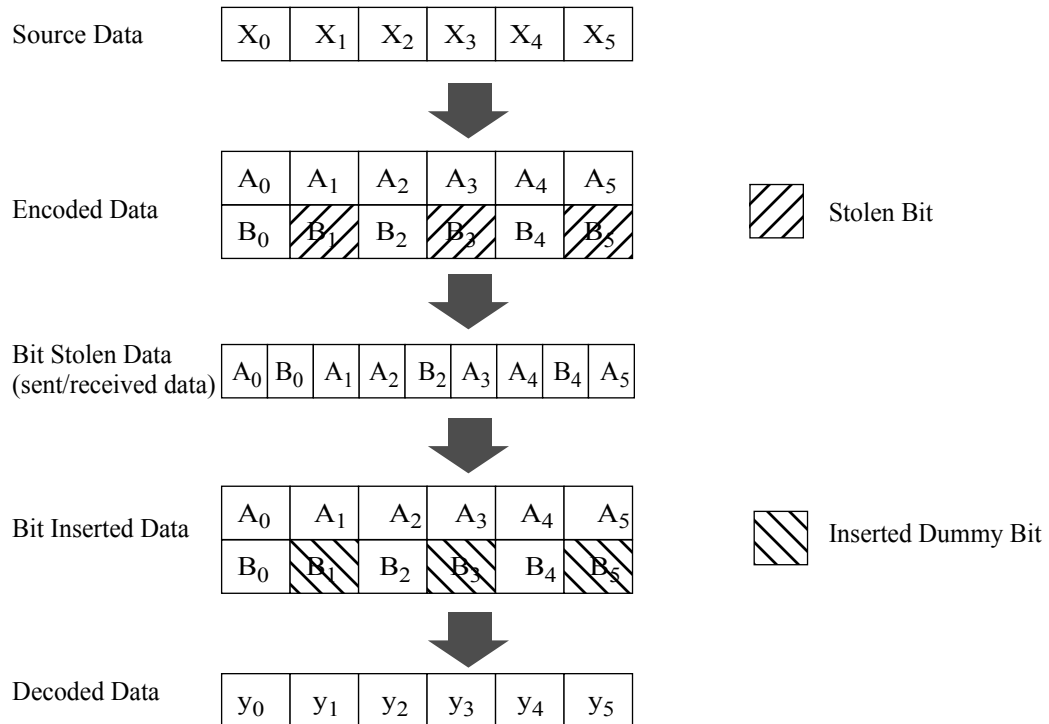 Source Data X₀ X₁ X₂ X₃ X₄ X₅
Encoded Data
A₀ A₁ A₂ A₃ A₄ A₅
B₀ B₁ B₂ B₃ B₄ B₅
Stolen Bit
Bit Stolen Data
(sent/received data)
A₀ B₀ A₁ A₂ B₂ A₃ A₄ B₄ A₅
Bit Inserted Data
A₀ A₁ A₂ A₃ A₄ A₅
B₀ B₁ B₂ B₃ B₄ B₅
Inserted Dummy Bit
Decoded Data y₀ y₁ y₂ y₃ y₄ y₅